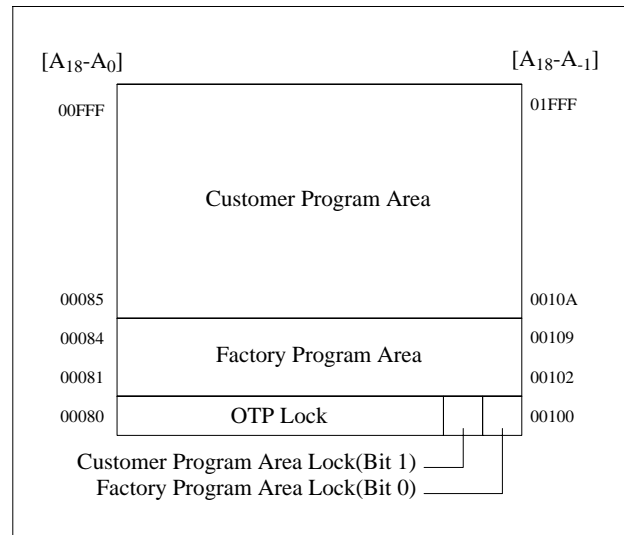 [A18-A0] [A18-A-1]
00FFF 01FFF
Customer Program Area
00085 0010A
00084 00109
Factory Program Area
00081 00102
00080 OTP Lock 00100
Customer Program Area Lock(Bit 1)
Factory Program Area Lock(Bit 0)